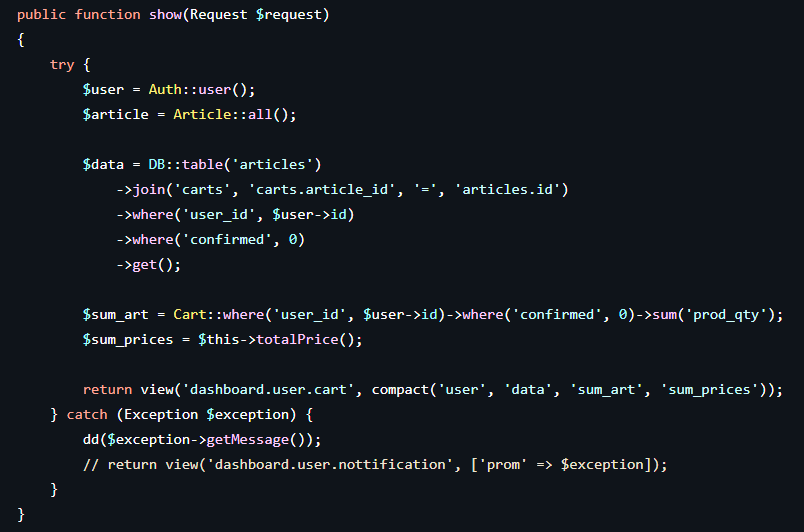 public function show(Request $request)
{
    try {
        $user = Auth::user();
        $article = Article::all();

        $data = DB::table('articles')
            ->join('carts', 'carts.article_id', '=', 'articles.id')
            ->where('user_id', $user->id)
            ->where('confirmed', 0)
            ->get();

        $sum_art = Cart::where('user_id', $user->id)->where('confirmed', 0)->sum('prod_qty');
        $sum_prices = $this->totalPrice();

        return view('dashboard.user.cart', compact('user', 'data', 'sum_art', 'sum_prices'));
    } catch (Exception $exception) {
        dd($exception->getMessage());
        // return view('dashboard.user.nottification', ['prom' => $exception]);
    }
}